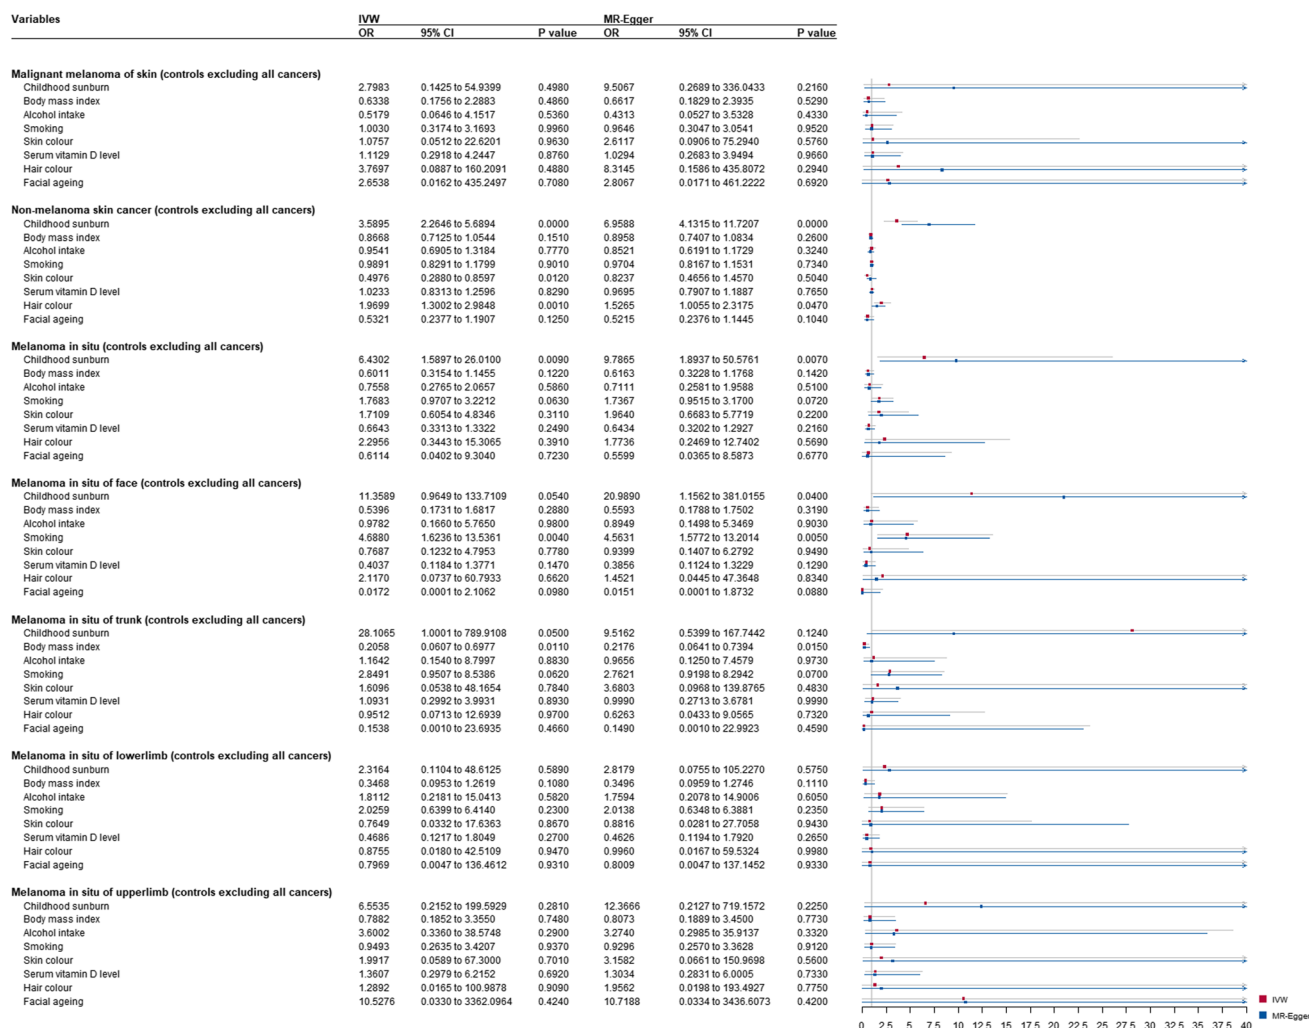 Variables IVW MR-Egger
OR 95% CI P value OR 95% CI P value
Malignant melanoma of skin (controls excluding all cancers)
Childhood sunburn 2.7983 0.1425 to 54.9399 0.4980 9.5067 0.2689 to 336.0433 0.2160
Body mass index 0.6338 0.1756 to 2.2883 0.4860 0.6617 0.1829 to 2.3935 0.5290
Alcohol intake 0.5179 0.0646 to 4.1517 0.5360 0.4313 0.0527 to 3.5328 0.4330
Smoking 1.0030 0.3174 to 3.1693 0.9960 0.9646 0.3047 to 3.0541 0.9520
Skin colour 1.0757 0.0512 to 22.6201 0.9630 2.6117 0.0906 to 75.2940 0.5760
Serum vitamin D level 1.1129 0.2918 to 4.2447 0.8760 1.0294 0.2683 to 3.9494 0.9660
Hair colour 3.7697 0.0887 to 160.2091 0.4880 8.3145 0.1586 to 435.8072 0.2940
Facial ageing 2.6538 0.0162 to 435.2497 0.7080 2.8067 0.0171 to 461.2222 0.6920
Non-melanoma skin cancer (controls excluding all cancers)
Childhood sunburn 3.5895 2.2646 to 5.6894 0.0000 6.9588 4.1315 to 11.7207 0.0000
Body mass index 0.8668 0.7125 to 1.0544 0.1510 0.8958 0.7407 to 1.0834 0.2600
Alcohol intake 0.9541 0.6905 to 1.3184 0.7770 0.8521 0.6191 to 1.1729 0.3240
Smoking 0.9891 0.8291 to 1.1799 0.9010 0.9704 0.8167 to 1.1531 0.7340
Skin colour 0.4976 0.2880 to 0.8597 0.0120 0.8237 0.4656 to 1.4570 0.5040
Serum vitamin D level 1.0233 0.8313 to 1.2596 0.8290 0.9695 0.7907 to 1.1887 0.7650
Hair colour 1.9699 1.3002 to 2.9848 0.0010 1.5265 1.0055 to 2.3175 0.0470
Facial ageing 0.5321 0.2377 to 1.1907 0.1250 0.5215 0.2376 to 1.1445 0.1040
Melanoma in situ (controls excluding all cancers)
Childhood sunburn 6.4302 1.5897 to 26.0100 0.0090 9.7865 1.8937 to 50.5761 0.0070
Body mass index 0.6011 0.3154 to 1.1455 0.1220 0.6163 0.3228 to 1.1768 0.1420
Alcohol intake 0.7558 0.2765 to 2.0657 0.5860 0.7111 0.2581 to 1.9588 0.5100
Smoking 1.7683 0.9707 to 3.2212 0.0630 1.7367 0.9515 to 3.1700 0.0720
Skin colour 1.7109 0.6054 to 4.8346 0.3110 1.9640 0.6683 to 5.7719 0.2200
Serum vitamin D level 0.6643 0.3313 to 1.3322 0.2490 0.6434 0.3202 to 1.2927 0.2160
Hair colour 2.2956 0.3443 to 15.3065 0.3910 1.7736 0.2469 to 12.7402 0.5690
Facial ageing 0.6114 0.0402 to 9.3040 0.7230 0.5599 0.0365 to 8.5873 0.6770
Melanoma in situ of face (controls excluding all cancers)
Childhood sunburn 11.3589 0.9649 to 133.7109 0.0540 20.9890 1.1562 to 381.0155 0.0400
Body mass index 0.5396 0.1731 to 1.6817 0.2880 0.5593 0.1788 to 1.7502 0.3190
Alcohol intake 0.9782 0.1660 to 5.7650 0.9800 0.8949 0.1498 to 5.3469 0.9030
Smoking 4.6880 1.6236 to 13.5361 0.0040 4.5631 1.5772 to 13.2014 0.0050
Skin colour 0.7687 0.1232 to 4.7953 0.7780 0.9399 0.1407 to 6.2792 0.9490
Serum vitamin D level 0.4037 0.1184 to 1.3771 0.1470 0.3856 0.1124 to 1.3229 0.1290
Hair colour 2.1170 0.0737 to 60.7933 0.6620 1.4521 0.0445 to 47.3648 0.8340
Facial ageing 0.0172 0.0001 to 2.1062 0.0980 0.0151 0.0001 to 1.8732 0.0880
Melanoma in situ of trunk (controls excluding all cancers)
Childhood sunburn 28.1065 1.0001 to 789.9108 0.0500 9.5162 0.5399 to 167.7442 0.1240
Body mass index 0.2058 0.0607 to 0.6977 0.0110 0.2176 0.0641 to 0.7394 0.0150
Alcohol intake 1.1642 0.1540 to 8.7997 0.8830 0.9656 0.1250 to 7.4579 0.9730
Smoking 2.8491 0.9507 to 8.5386 0.0620 2.7621 0.9198 to 8.2942 0.0700
Skin colour 1.6096 0.0538 to 48.1654 0.7840 3.6803 0.0968 to 139.8765 0.4830
Serum vitamin D level 1.0931 0.2992 to 3.9931 0.8930 0.9990 0.2713 to 3.6781 0.9990
Hair colour 0.9512 0.0713 to 12.6939 0.9700 0.6263 0.0433 to 9.0565 0.7320
Facial ageing 0.1538 0.0010 to 23.6935 0.4660 0.1490 0.0010 to 22.9923 0.4590
Melanoma in situ of lowerlimb (controls excluding all cancers)
Childhood sunburn 2.3164 0.1104 to 48.6125 0.5890 2.8179 0.0755 to 105.2270 0.5750
Body mass index 0.3468 0.0953 to 1.2619 0.1080 0.3496 0.0959 to 1.2746 0.1110
Alcohol intake 1.8112 0.2181 to 15.0413 0.5820 1.7594 0.2078 to 14.9006 0.6050
Smoking 2.0259 0.6399 to 6.4140 0.2300 2.0138 0.6348 to 6.3881 0.2350
Skin colour 0.7649 0.0332 to 17.6363 0.8670 0.8816 0.0281 to 27.7058 0.9430
Serum vitamin D level 0.4686 0.1217 to 1.8049 0.2700 0.4626 0.1194 to 1.7920 0.2650
Hair colour 0.8755 0.0180 to 42.5109 0.9470 0.9960 0.0167 to 59.5324 0.9980
Facial ageing 0.7969 0.0047 to 136.4612 0.9310 0.8009 0.0047 to 137.1452 0.9330
Melanoma in situ of upperlimb (controls excluding all cancers)
Childhood sunburn 6.5535 0.2152 to 199.5929 0.2810 12.3666 0.2127 to 719.1572 0.2250
Body mass index 0.7882 0.1852 to 3.3550 0.7480 0.8073 0.1889 to 3.4500 0.7730
Alcohol intake 3.6002 0.3360 to 38.5748 0.2900 3.2740 0.2985 to 35.9137 0.3320
Smoking 0.9493 0.2635 to 3.4207 0.9370 0.9296 0.2570 to 3.3628 0.9120
Skin colour 1.9917 0.0589 to 67.3000 0.7010 3.1582 0.0661 to 150.9698 0.5600
Serum vitamin D level 1.3607 0.2979 to 6.2152 0.6920 1.3034 0.2831 to 6.0005 0.7330
Hair colour 1.2892 0.0165 to 100.9878 0.9090 1.9562 0.0198 to 193.4927 0.7750
Facial ageing 10.5276 0.0330 to 3362.0964 0.4240 10.7188 0.0334 to 3436.6073 0.4200
IVW
MR-Egger
0 2.5 5 7.5 10 12.5 15 17.5 20 22.5 25 27.5 30 32.5 35 37.5 40